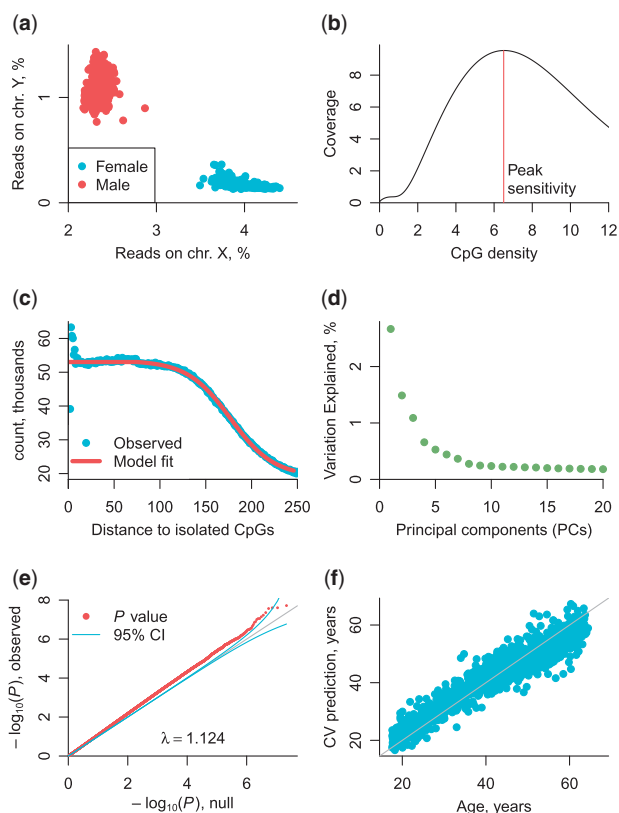 (a)
Reads on chr. Y, %
1
0
Female
Male
2 3 4
Reads on chr. X, %
(b)
Coverage
8
6
4
2
0
Peak
sensitivity
0 2 4 6 8 10 12
CpG density
(c)
count, thousands
60
50
40
30
20
Observed
Model fit
0 50 100 150 200 250
Distance to isolated CpGs
(d)
Variation Explained, %
2
1
0
0 5 10 15 20
Principal components (PCs)
(e)
– log10(P), observed
8
6
4
2
0
P value
95% CI
λ = 1.124
0 2 4 6
– log10(P), null
(f)
CV prediction, years
60
40
20
20 30 40 50 60
Age, years